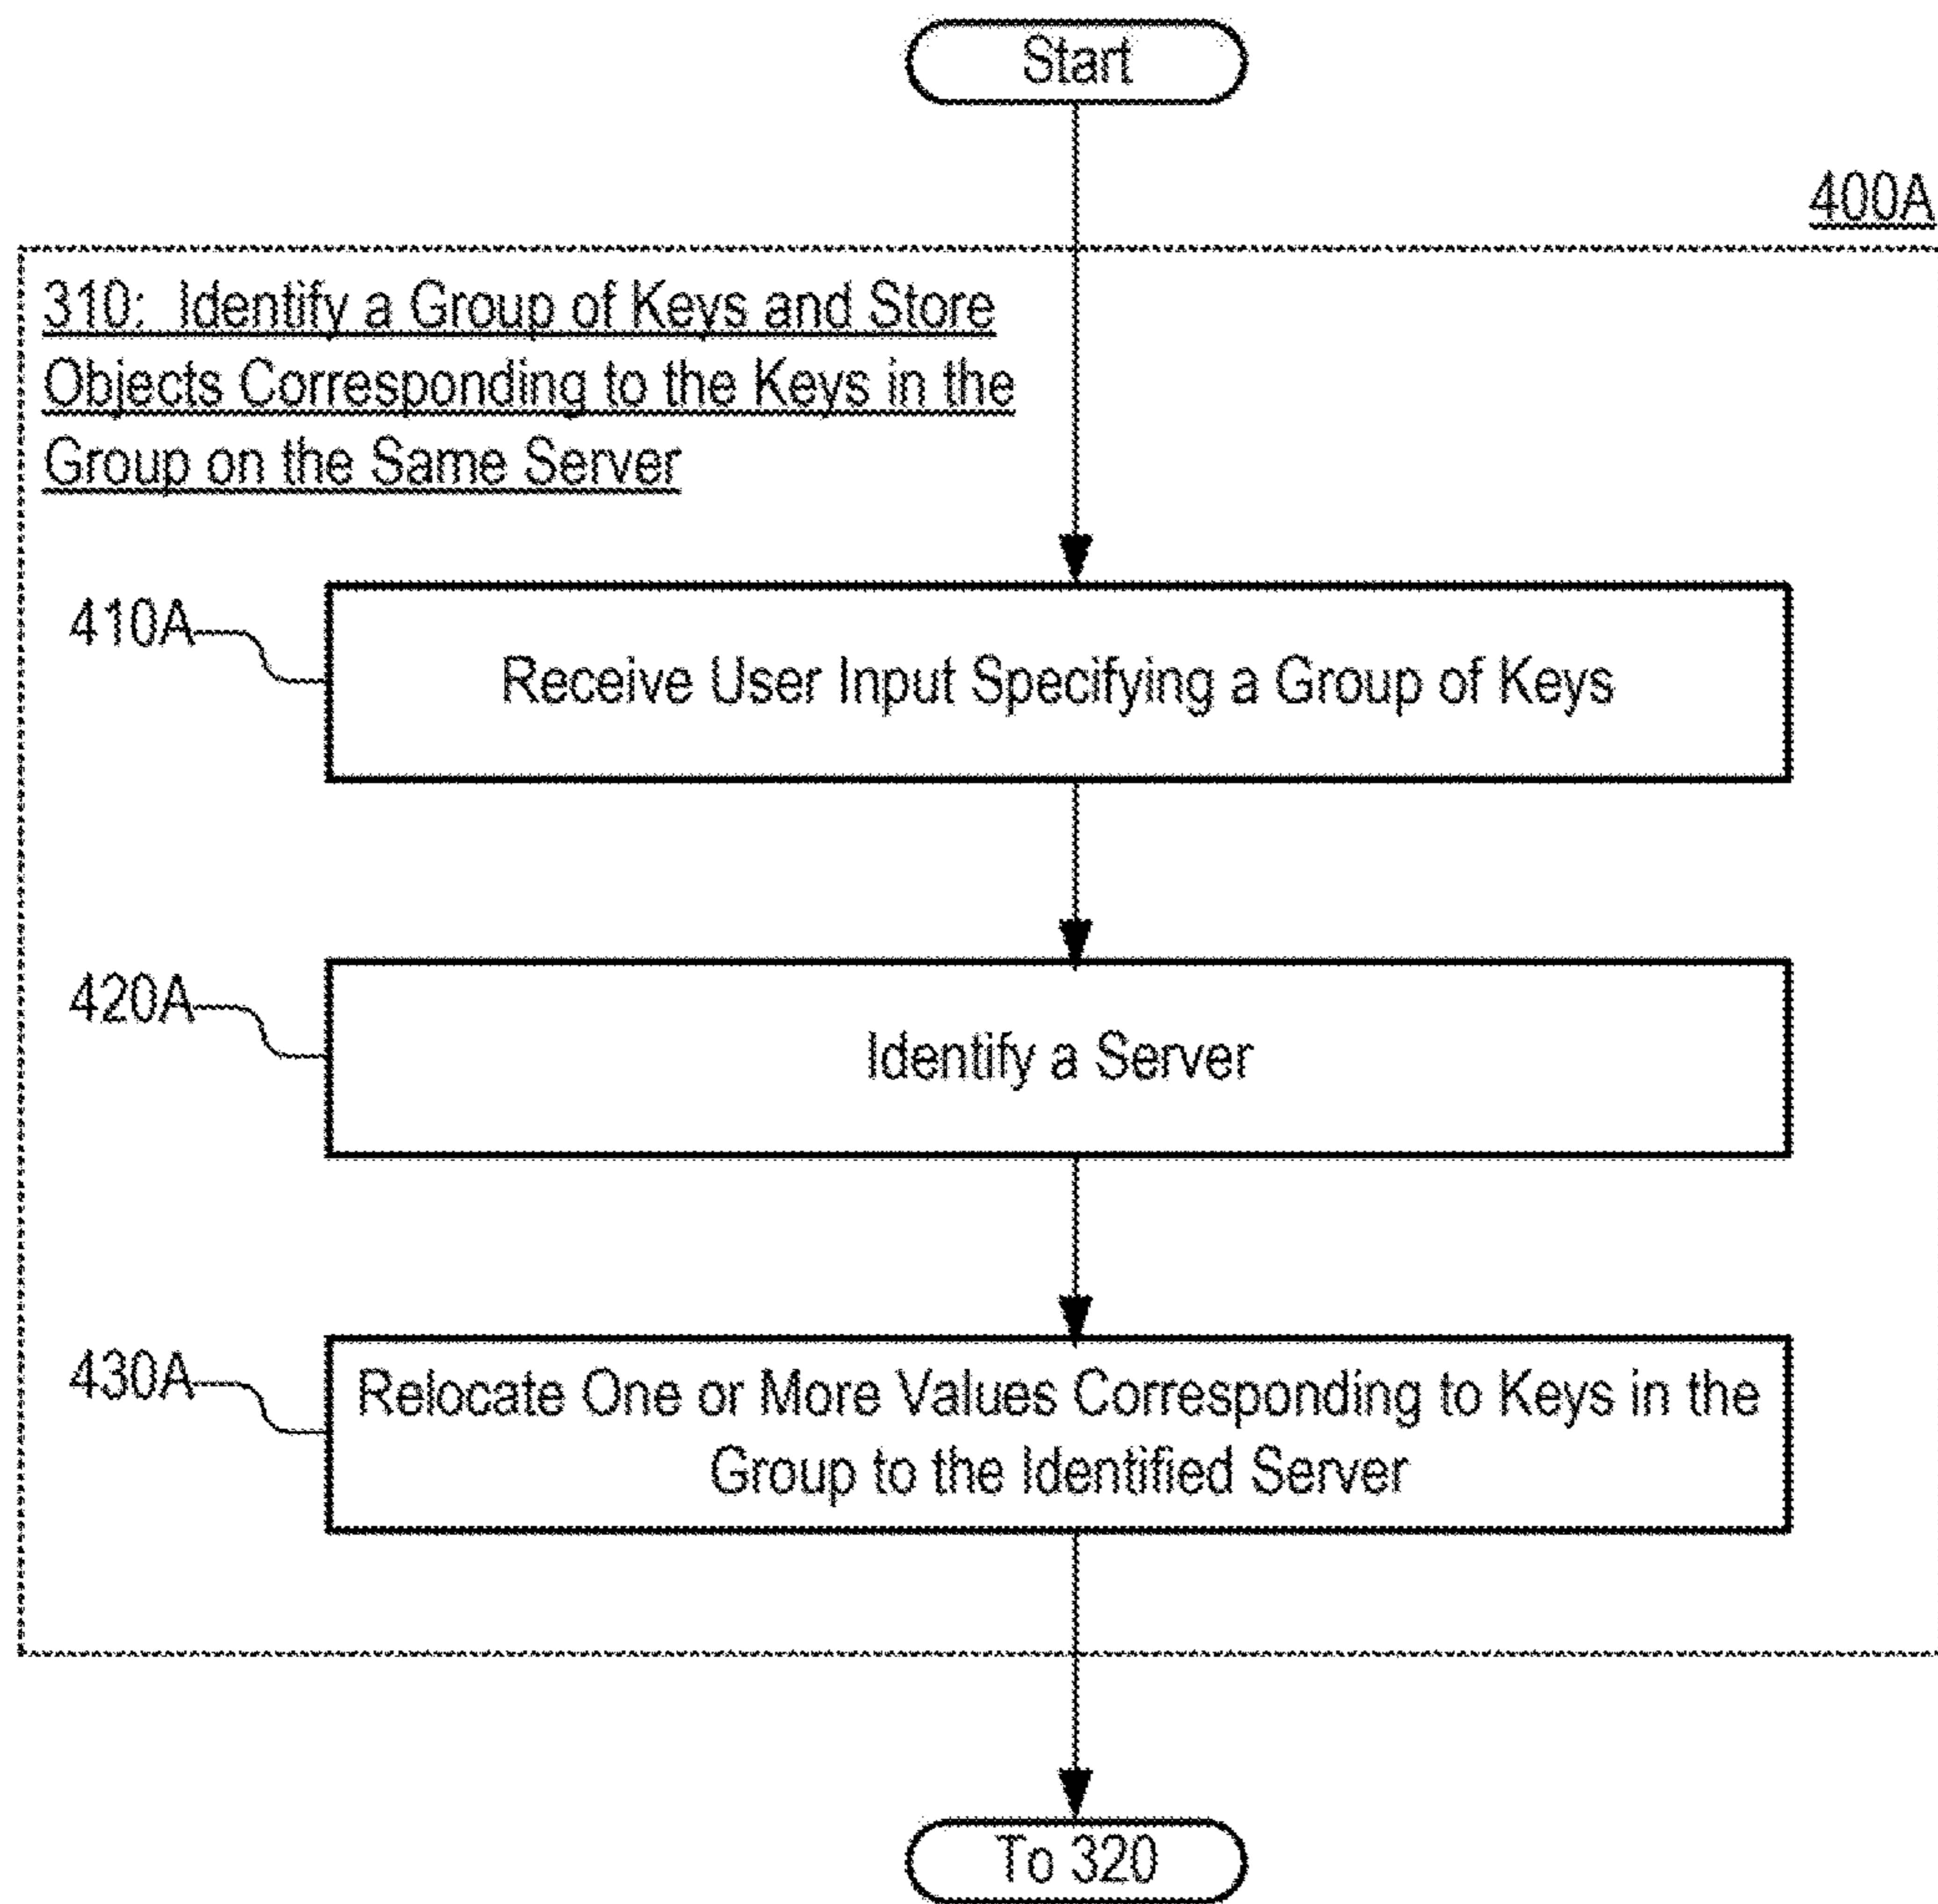 Start
400A
310: Identify a Group of Keys and Store
Objects Corresponding to the Keys in the
Group on the Same Server
410A
Receive User Input Specifying a Group of Keys
420A
Identify a Server
430A
Relocate One or More Values Corresponding to Keys in the
Group to the Identified Server
To 320